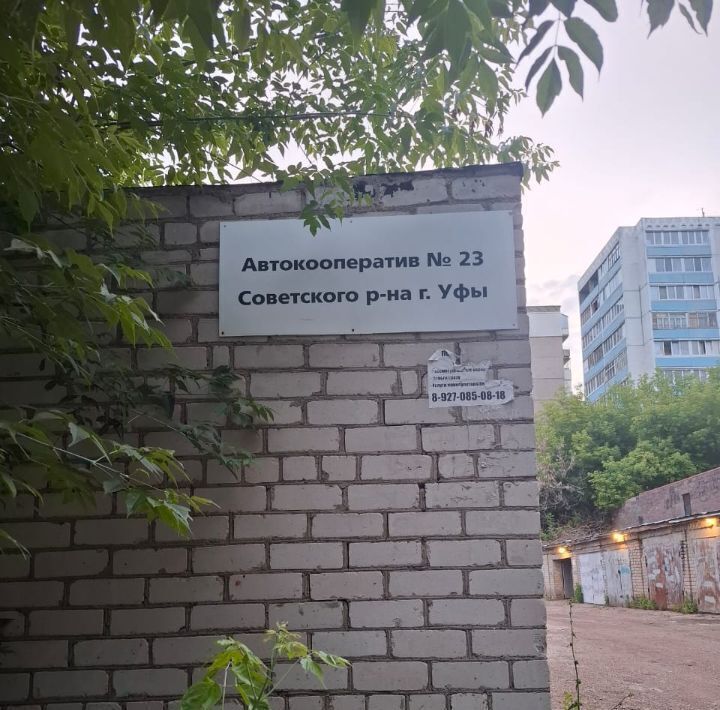 Автокооператив № 23
Советского р-на г. Уфы
8-927-085-08-18